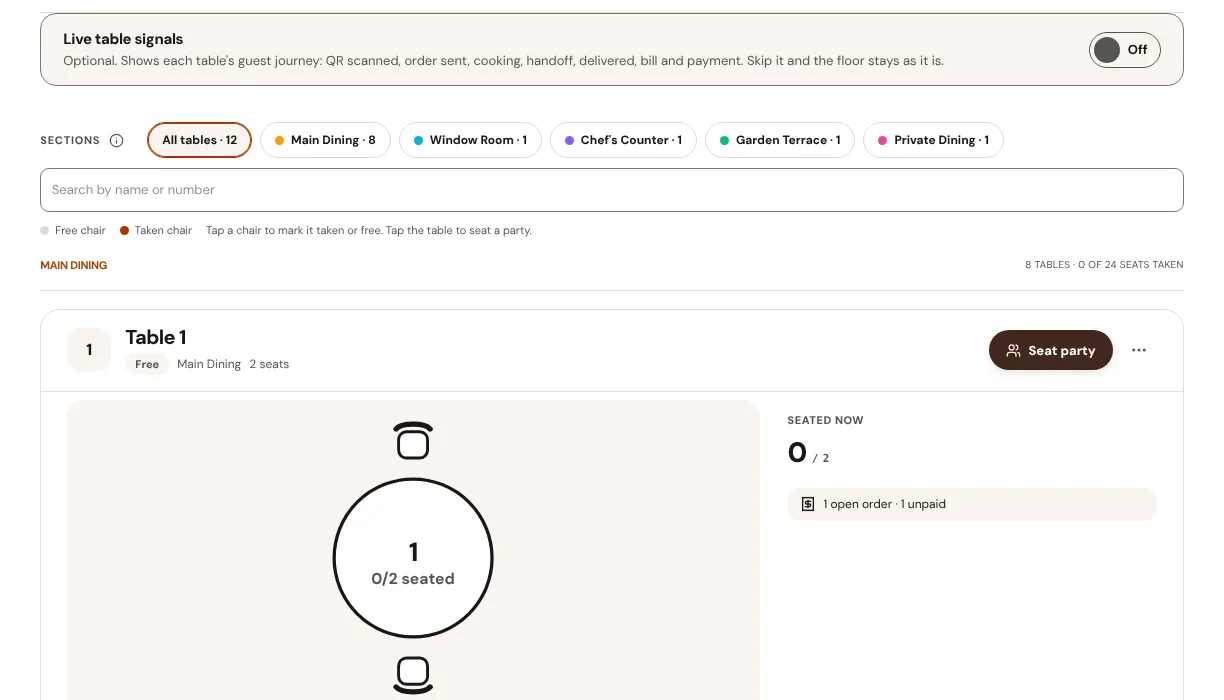 Live table signals
Optional. Shows each table's guest journey: QR scanned, order sent, cooking, handoff, delivered, bill and payment. Skip it and the floor stays as it is.
Off
SECTIONS
All tables · 12
Main Dining · 8
Window Room · 1
Chef's Counter · 1
Garden Terrace · 1
Private Dining · 1
Search by name or number
Free chair
Taken chair
Tap a chair to mark it taken or free. Tap the table to seat a party.
MAIN DINING
8 TABLES · 0 OF 24 SEATS TAKEN
1
Table 1
Free
Main Dining
2 seats
Seat party
1
0/2 seated
SEATED NOW
0 / 2
1 open order · 1 unpaid